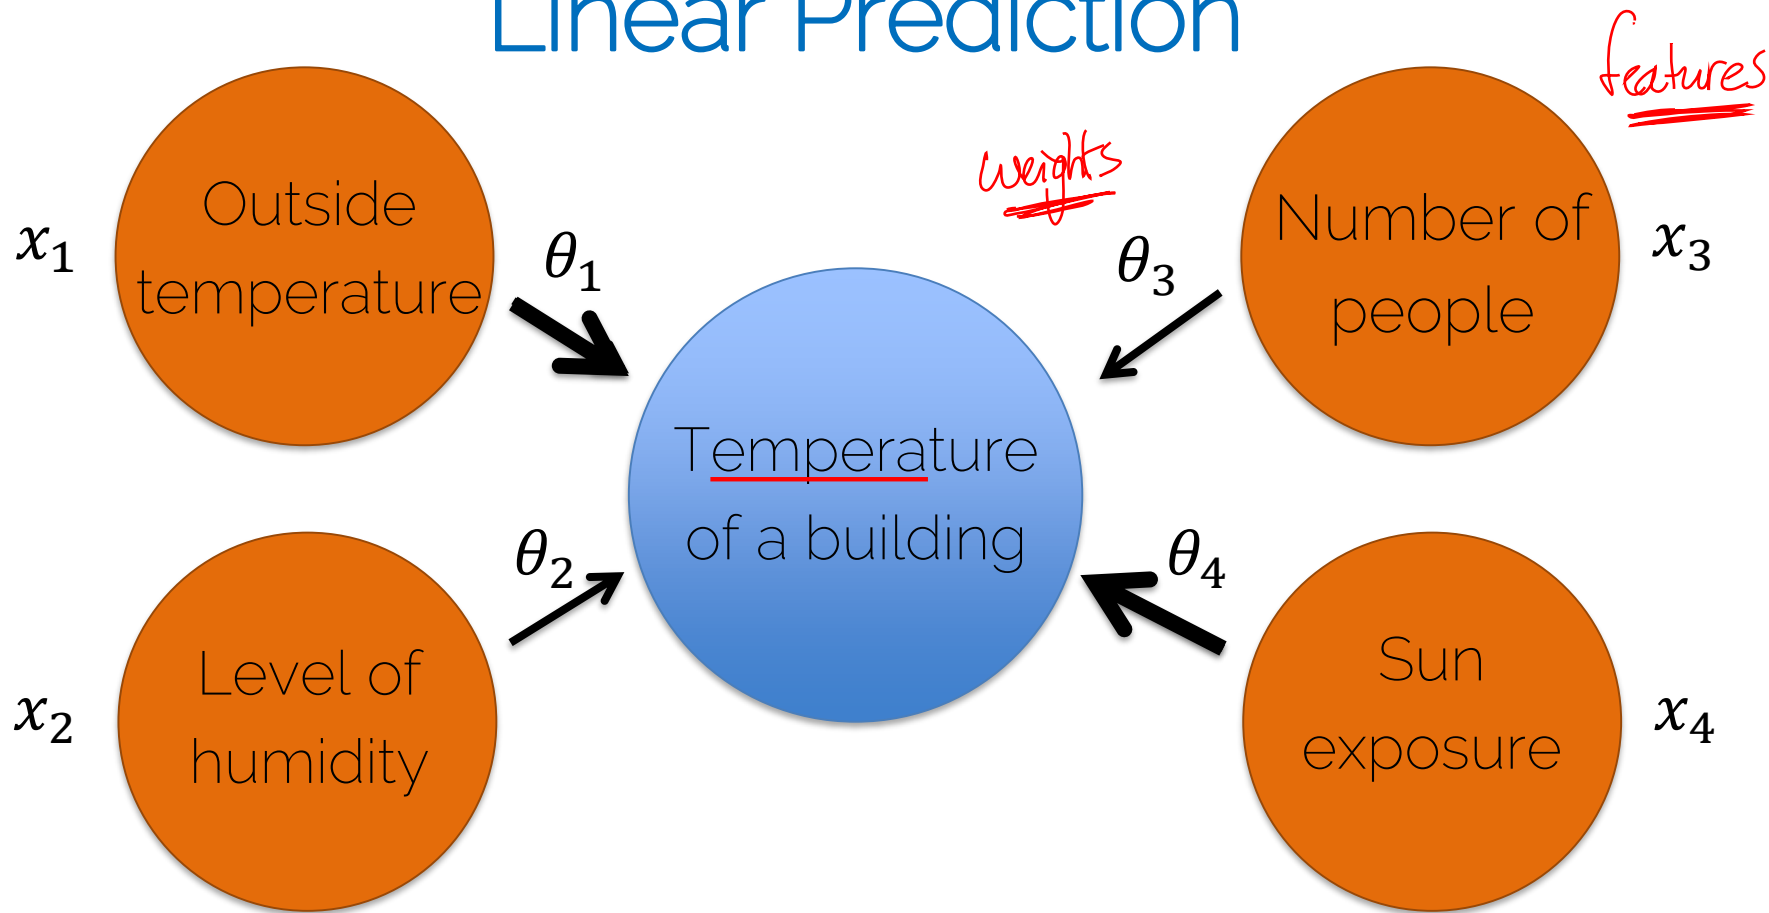 Linear Prediction
features
weights
x₁
Outside
temperature
θ₁
θ₃
Number of
people
x₃
Temperature
of a building
x₂
Level of
humidity
θ₂
θ₄
Sun
exposure
x₄